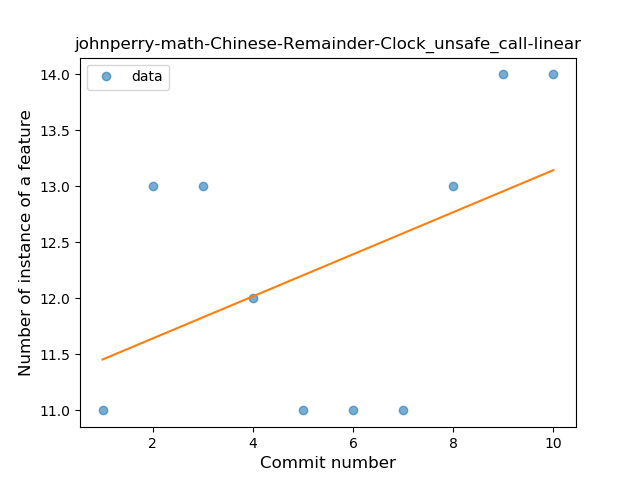 johnperry-math-Chinese-Remainder-Clock_unsafe_call-linear
data
Number of instance of a feature
14.0
13.5
13.0
12.5
12.0
11.5
11.0
2 4 6 8 10
Commit number